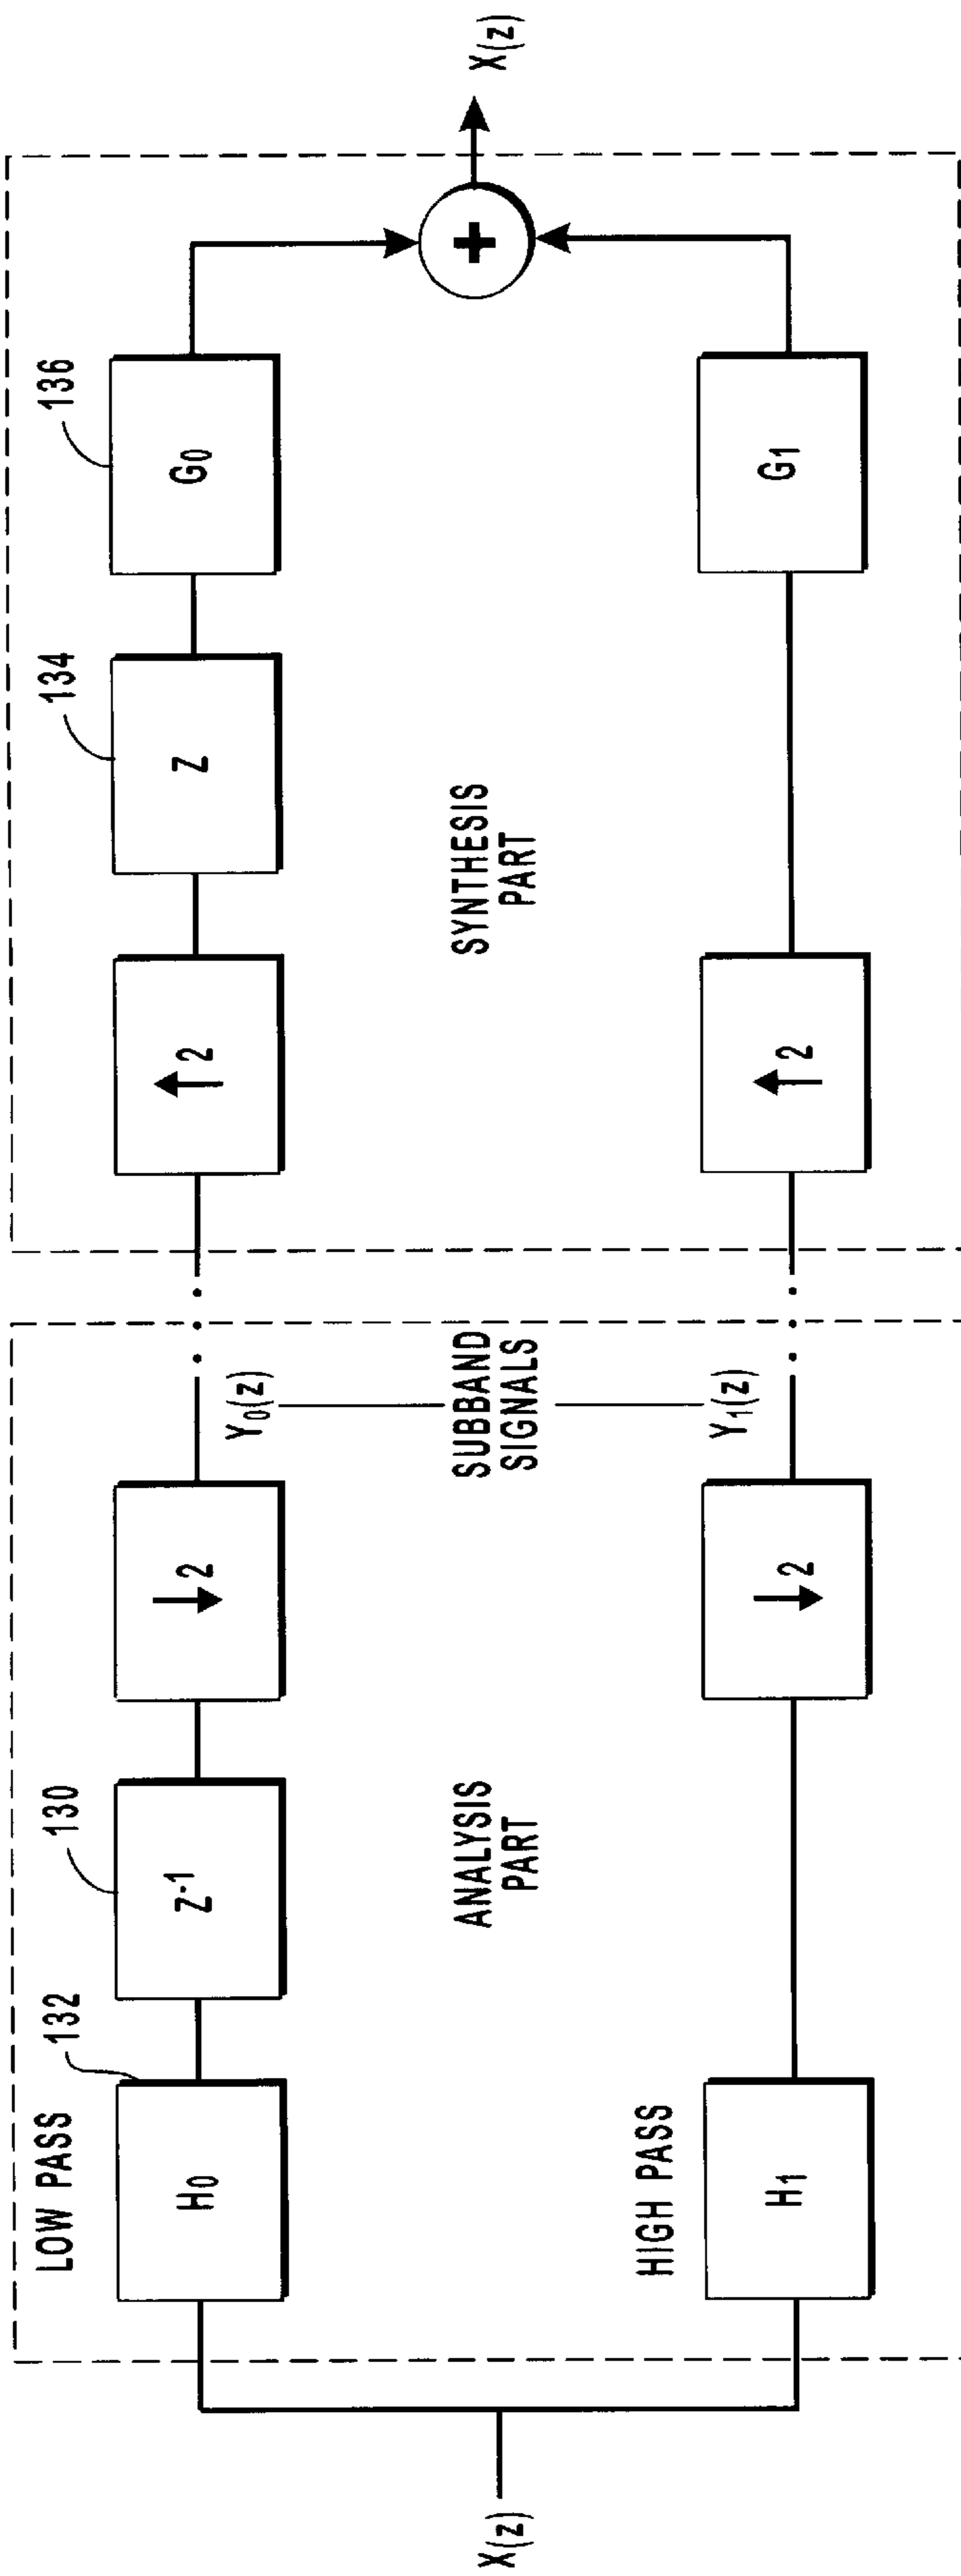 LOW PASS
132
130
134
136
H₀
Z⁻¹
↓2
↑2
Z
G₀
Y₀(z)
X(z)
ANALYSIS
PART
SUBBAND
SIGNALS
SYNTHESIS
PART
+
X(z)
Y₁(z)
HIGH PASS
H₁
↓2
↑2
G₁